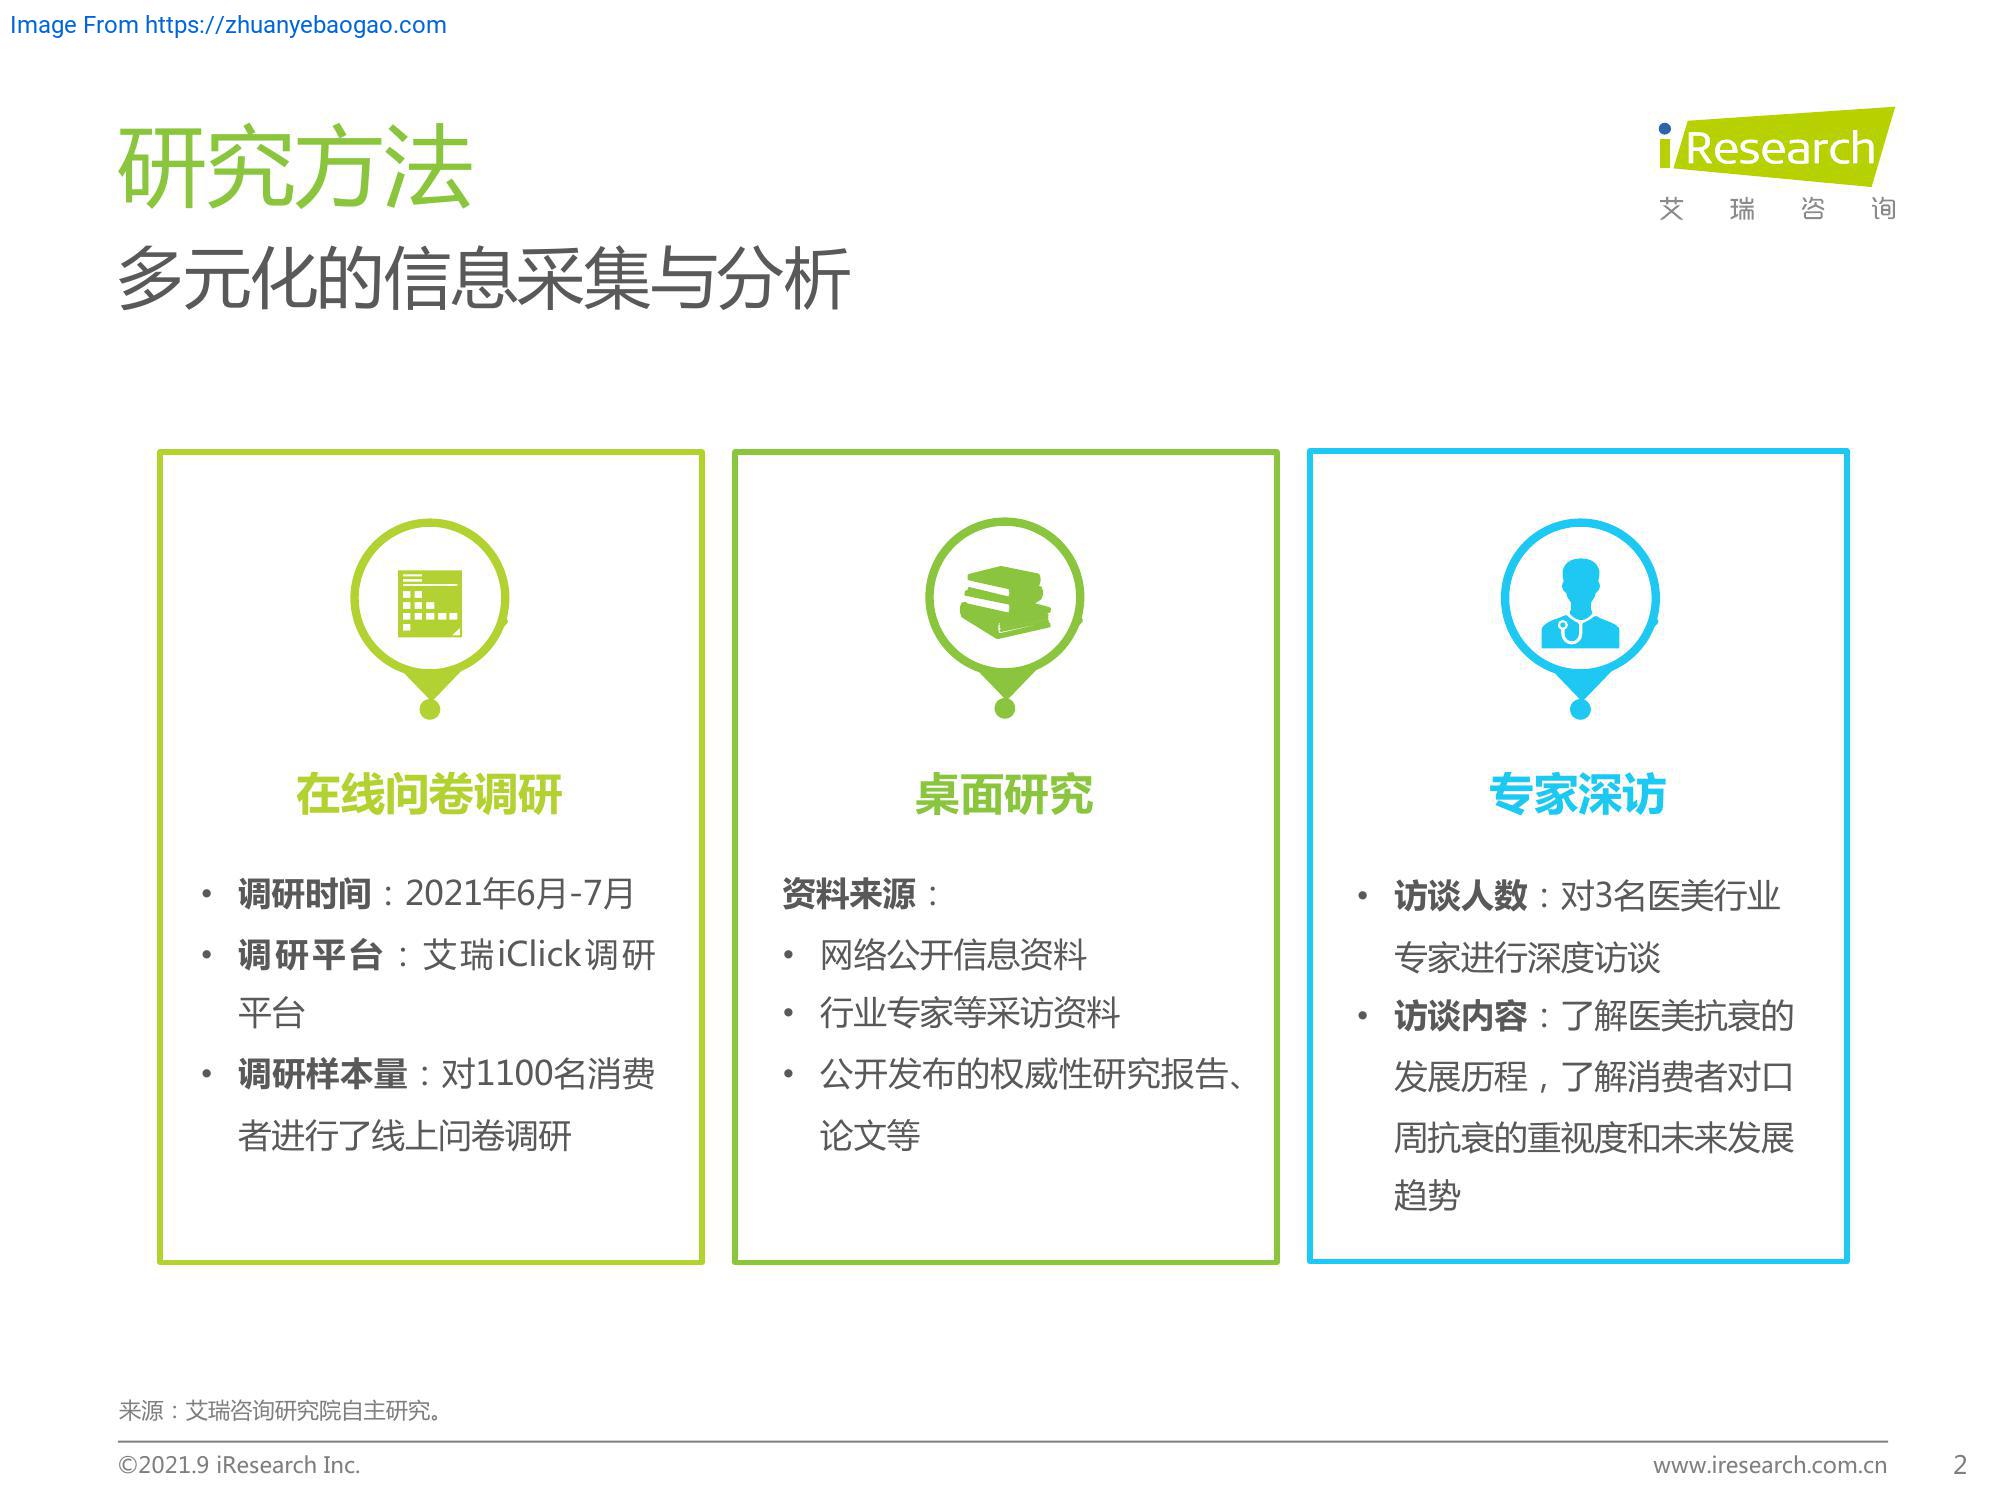 Image From https://zhuanyebaogao.com
研究方法
多元化的信息采集与分析
iResearch
艾瑞咨询
在线问卷调研
• 调研时间：2021年6月-7月
• 调研平台：艾瑞iClick调研
平台
• 调研样本量：对1100名消费
者进行了线上问卷调研
桌面研究
资料来源：
• 网络公开信息资料
• 行业专家等采访资料
• 公开发布的权威性研究报告、
论文等
专家深访
• 访谈人数：对3名医美行业
专家进行深度访谈
• 访谈内容：了解医美抗衰的
发展历程，了解消费者对口
周抗衰的重视度和未来发展
趋势
来源：艾瑞咨询研究院自主研究。
©2021.9 iResearch Inc.
www.iresearch.com.cn
2